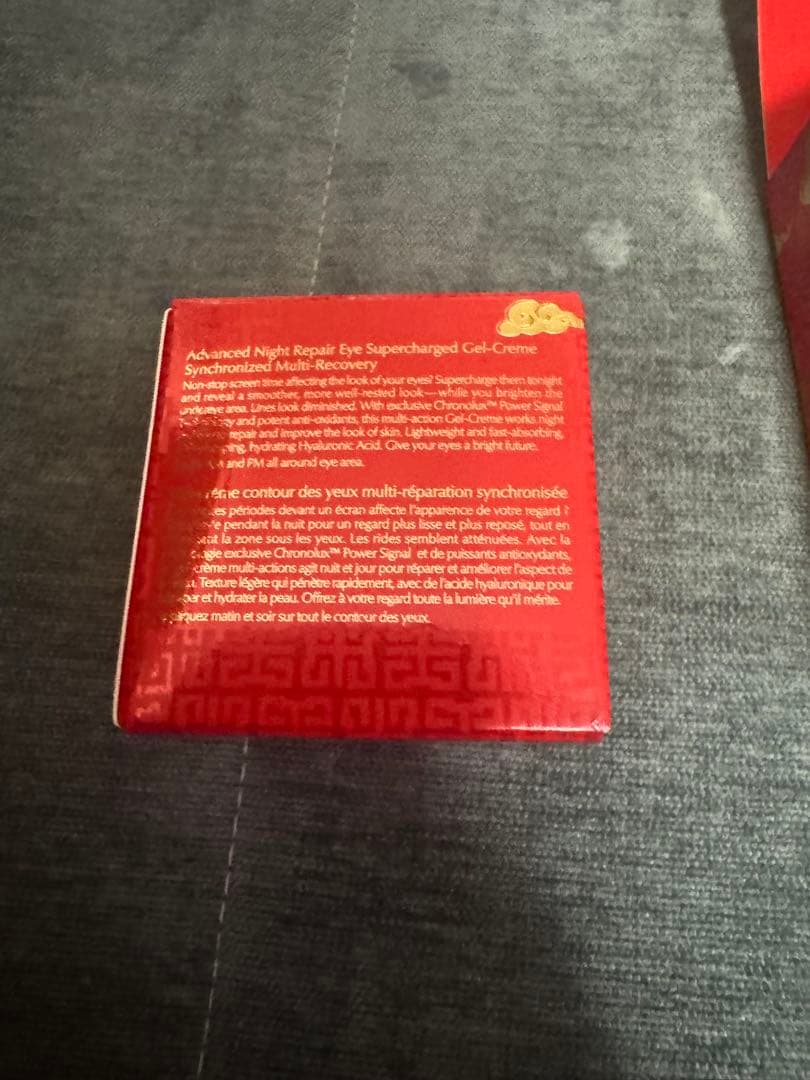 Advanced Night Repair Eye Supercharged Gel-Creme
Synchronized Multi-Recovery
Non-stop screen time affecting the look of your eyes? Supercharge them tonight
and reveal a smoother, more well-rested look—while you brighten the
undereye area. Lines look diminished. With exclusive Chronolux™ Power Signal
and potent anti-oxidants, this multi-action Gel-Creme works night
repair and improve the look of skin. Lightweight and fast-absorbing,
hydrating Hyaluronic Acid. Give your eyes a bright future.
and PM all around eye area.
contour des yeux multi-réparation synchronisée
périodes devant un écran affecte l'apparence de votre regard ?
pendant la nuit pour un regard plus lisse et plus reposé, tout en
la zone sous les yeux. Les rides semblent atténuées. Avec la
exclusive Chronolux™ Power Signal et de puissants antioxydants,
crème multi-actions agit nuit et jour pour réparer et améliorer l'aspect de
Texture légère qui pénètre rapidement, avec de l'acide hyaluronique pour
et hydrater la peau. Offrez à votre regard toute la lumière qu'il mérite.
matin et soir sur tout le contour des yeux.